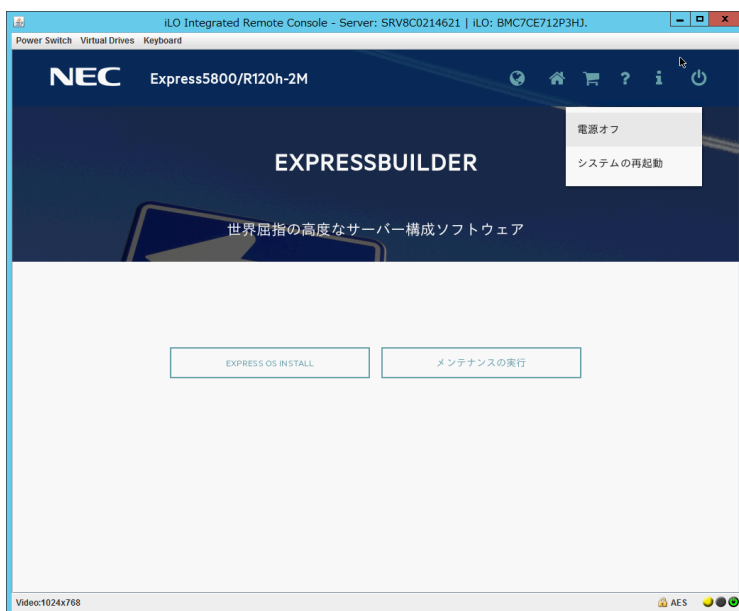 iLO Integrated Remote Console - Server: SRV8C0214621 | iLO: BMC7CE712P3HJ.
Power Switch Virtual Drives Keyboard
NEC Express5800/R120h-2M
電源オフ
システムの再起動
EXPRESSBUILDER
世界屈指の高度なサーバー構成ソフトウェア
EXPRESS OS INSTALL メンテナンスの実行
Video:1024x768 AES